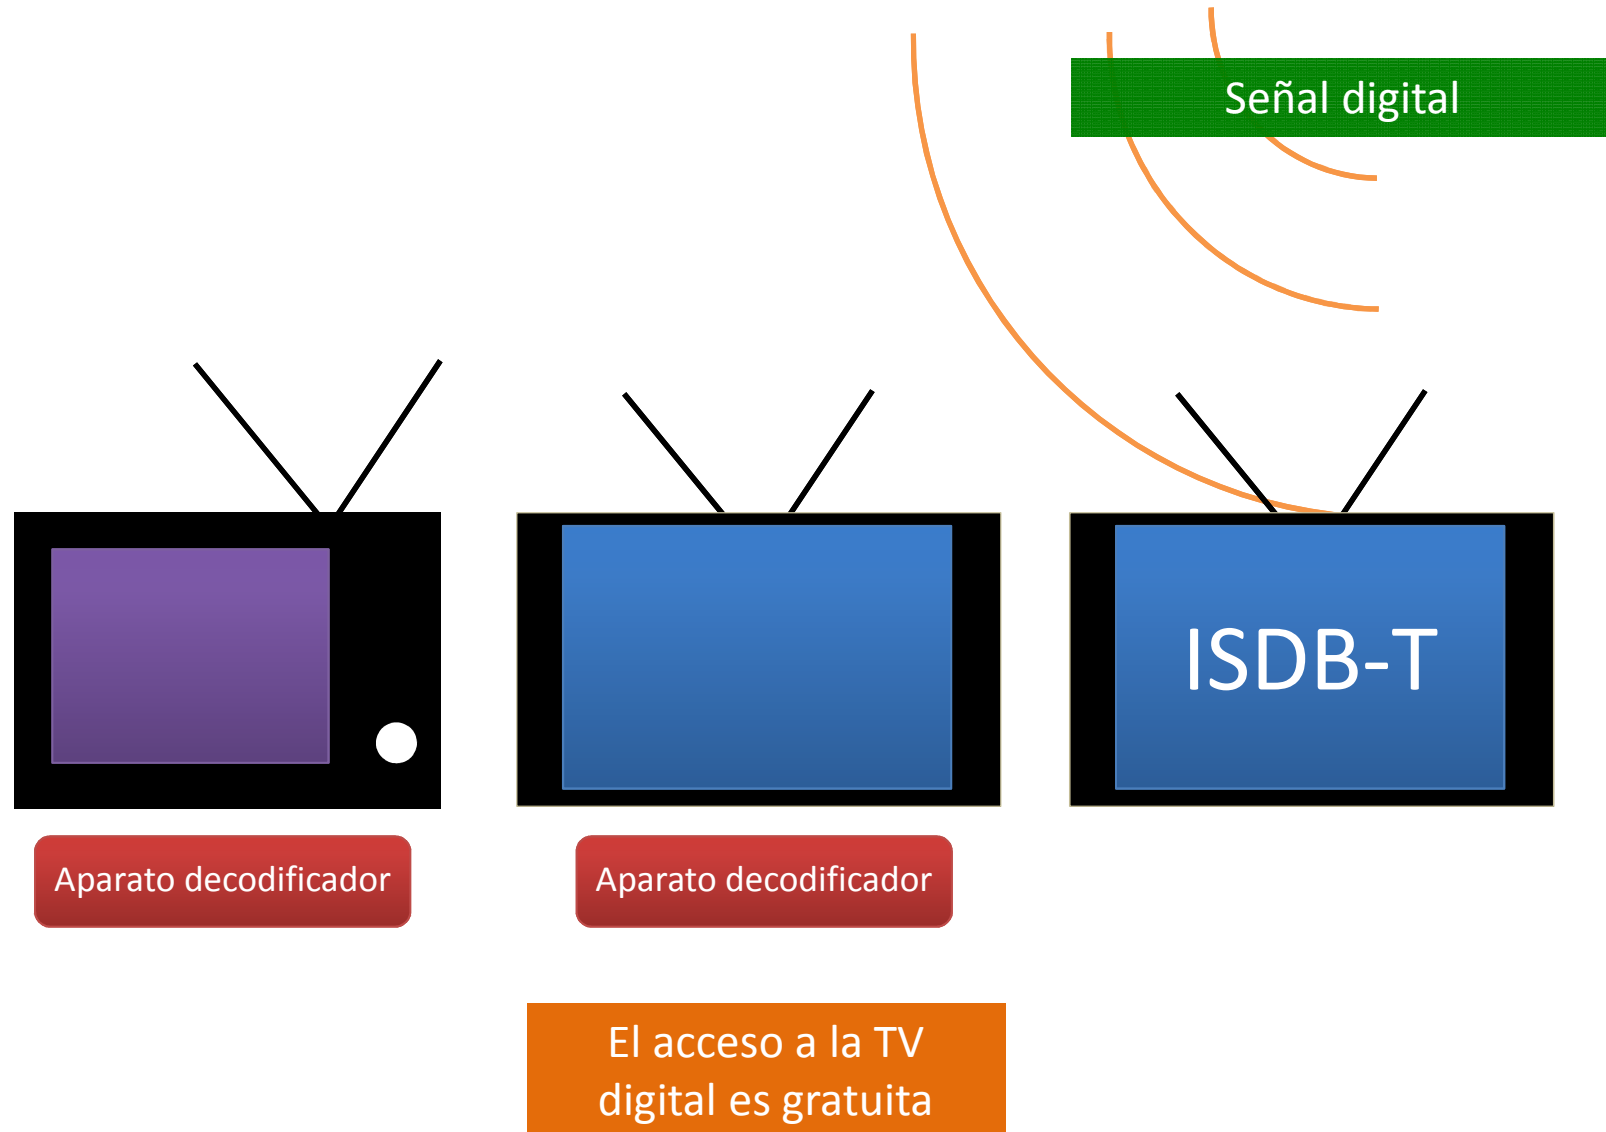 Señal digital
ISDB-T
Aparato decodificador
Aparato decodificador
El acceso a la TV
digital es gratuita